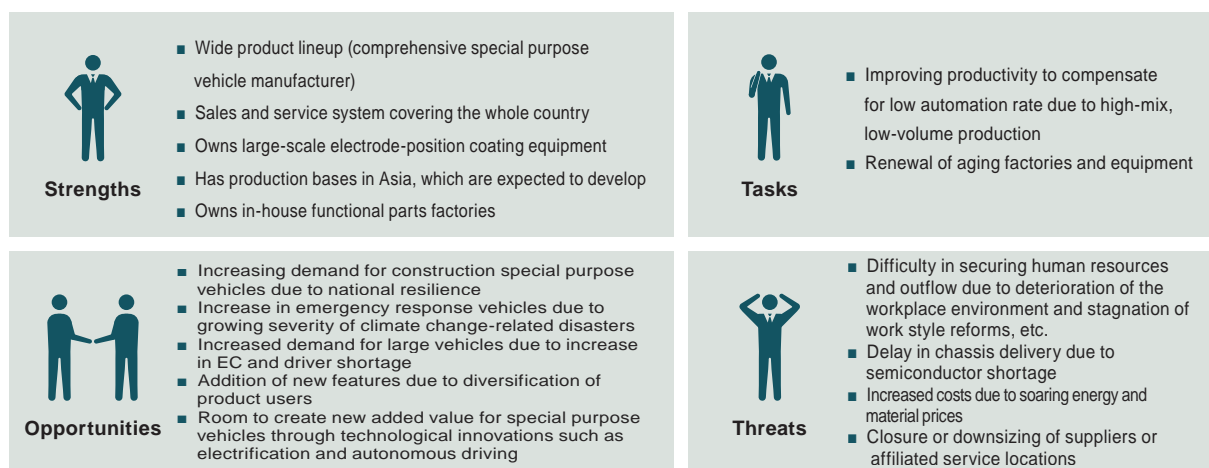 ■ Wide product lineup (comprehensive special purpose
vehicle manufacturer)
■ Sales and service system covering the whole country
■ Owns large-scale electrode-position coating equipment
■ Has production bases in Asia, which are expected to develop
■ Owns in-house functional parts factories
Strengths
■ Improving productivity to compensate
for low automation rate due to high-mix,
low-volume production
■ Renewal of aging factories and equipment
Tasks
■ Increasing demand for construction special purpose
vehicles due to national resilience
■ Increase in emergency response vehicles due to
growing severity of climate change-related disasters
■ Increased demand for large vehicles due to increase
in EC and driver shortage
■ Addition of new features due to diversification of
product users
■ Room to create new added value for special purpose
vehicles through technological innovations such as
electrification and autonomous driving
Opportunities
■ Difficulty in securing human resources
and outflow due to deterioration of the
workplace environment and stagnation of
work style reforms, etc.
■ Delay in chassis delivery due to
semiconductor shortage
■ Increased costs due to soaring energy and
material prices
■ Closure or downsizing of suppliers or
affiliated service locations
Threats